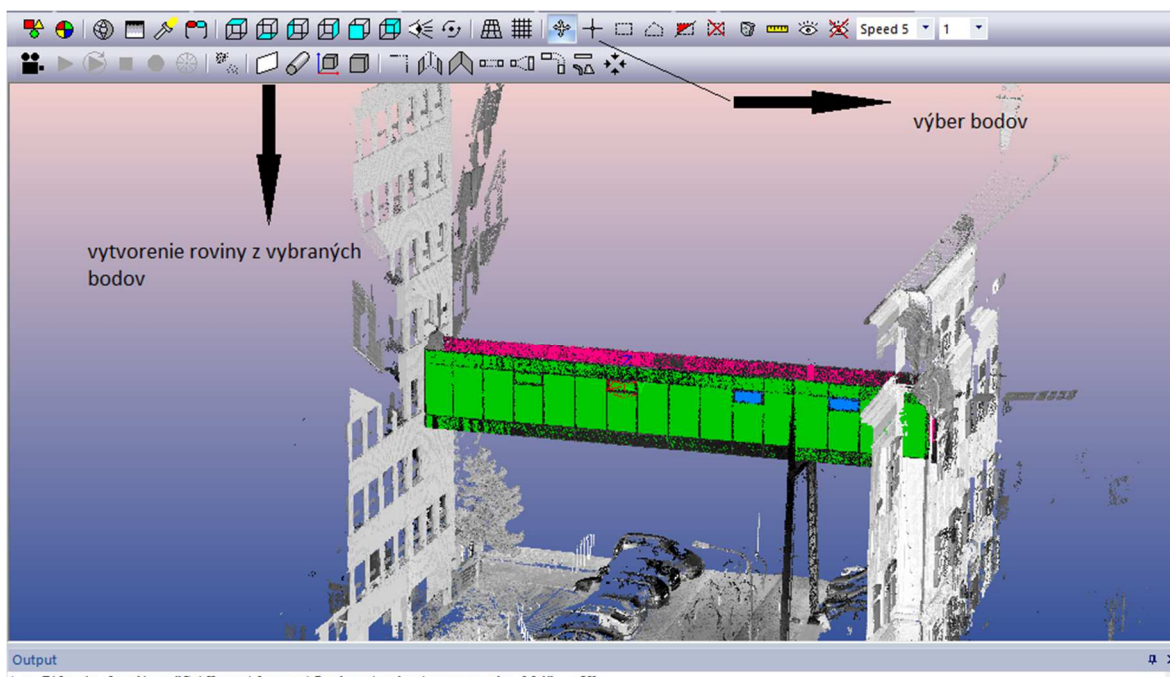 Speed 5 1
výber bodov
vytvorenie roviny z vybraných
bodov
Output